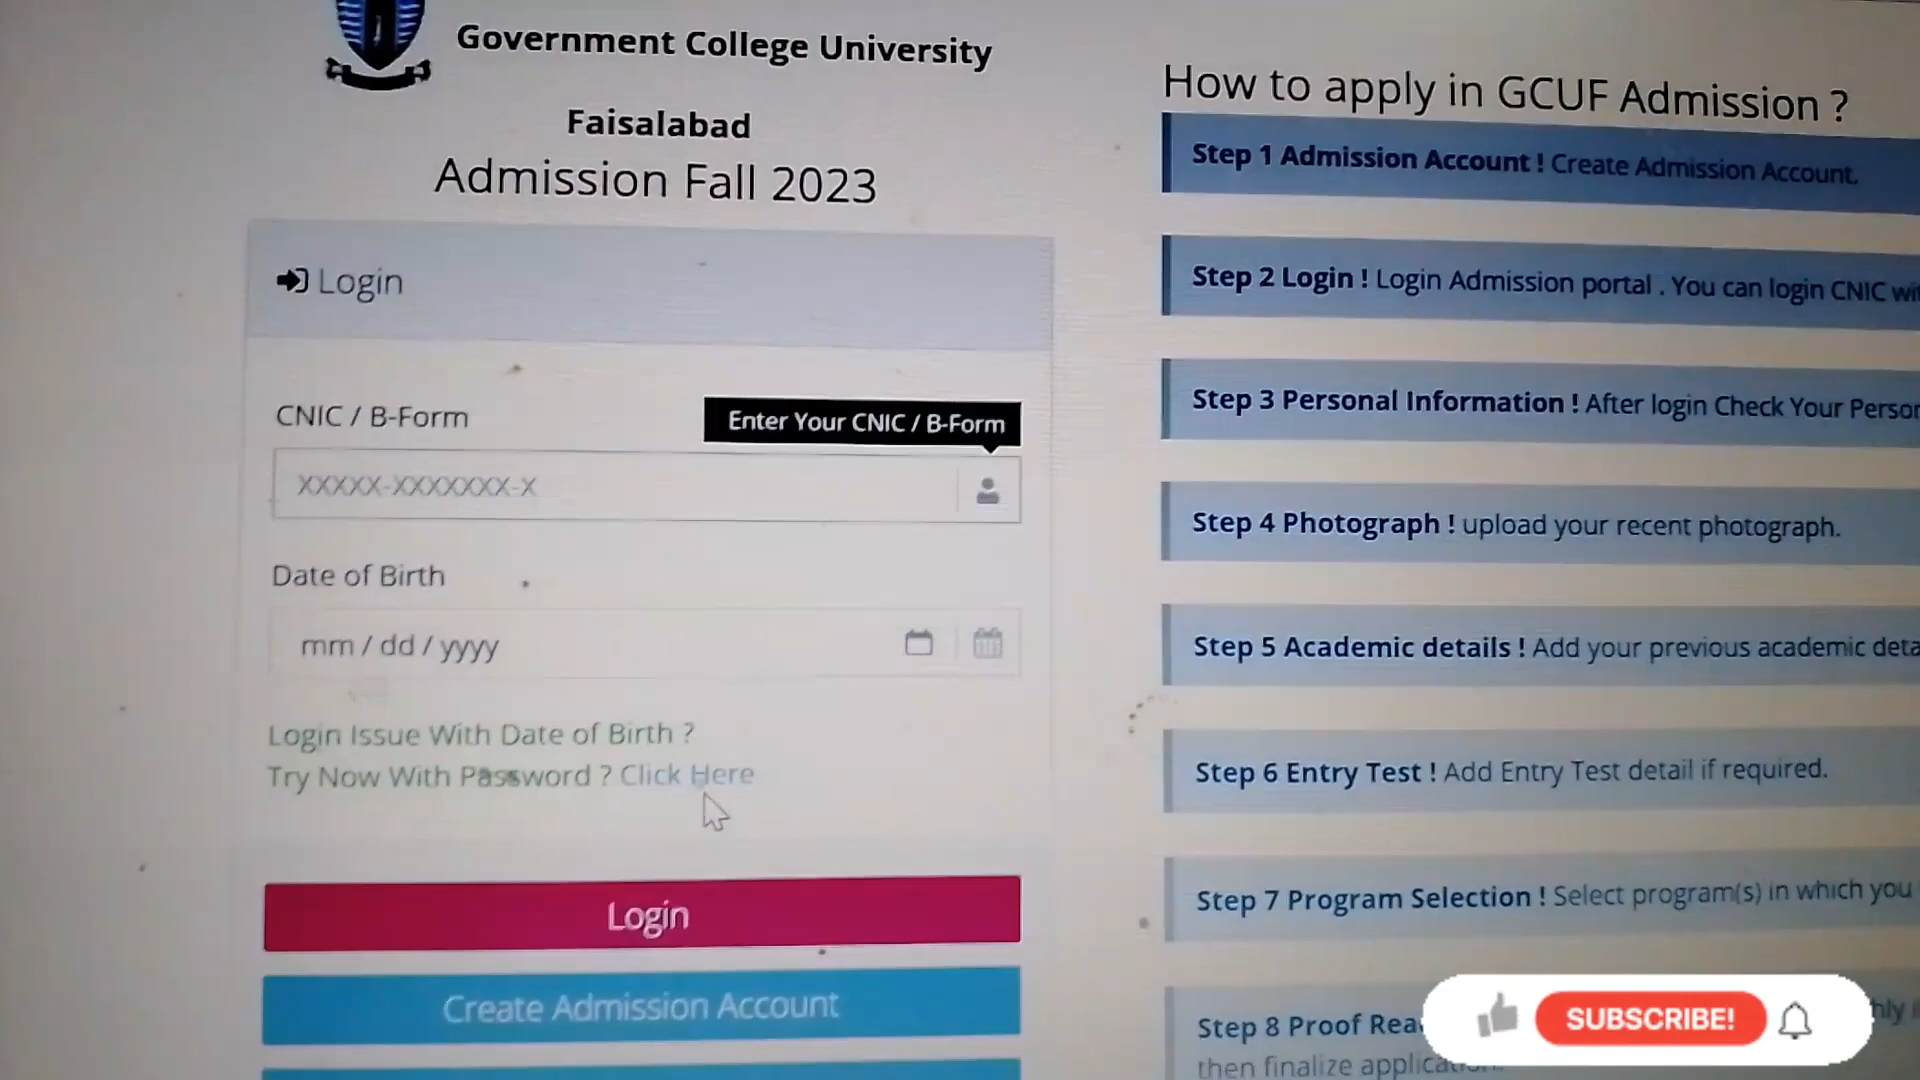 Government College University
Faisalabad
Admission Fall 2023
Login
CNIC / B-Form
Enter Your CNIC / B-Form
XXXXX-XXXXXXX-X
Date of Birth
mm / dd / yyyy
Login Issue With Date of Birth ?
Try Now With Password ? Click Here
Login
Create Admission Account
How to apply in GCUF Admission ?
Step 1 Admission Account ! Create Admission Account.
Step 2 Login ! Login Admission portal . You can login CNIC
Step 3 Personal Information ! After login Check Your
Step 4 Photograph ! upload your recent photograph.
Step 5 Academic details ! Add your previous academic
Step 6 Entry Test ! Add Entry Test detail if required.
Step 7 Program Selection ! Select program(s) in which you
Step 8 Proof
then finalize
SUBSCRIBE!